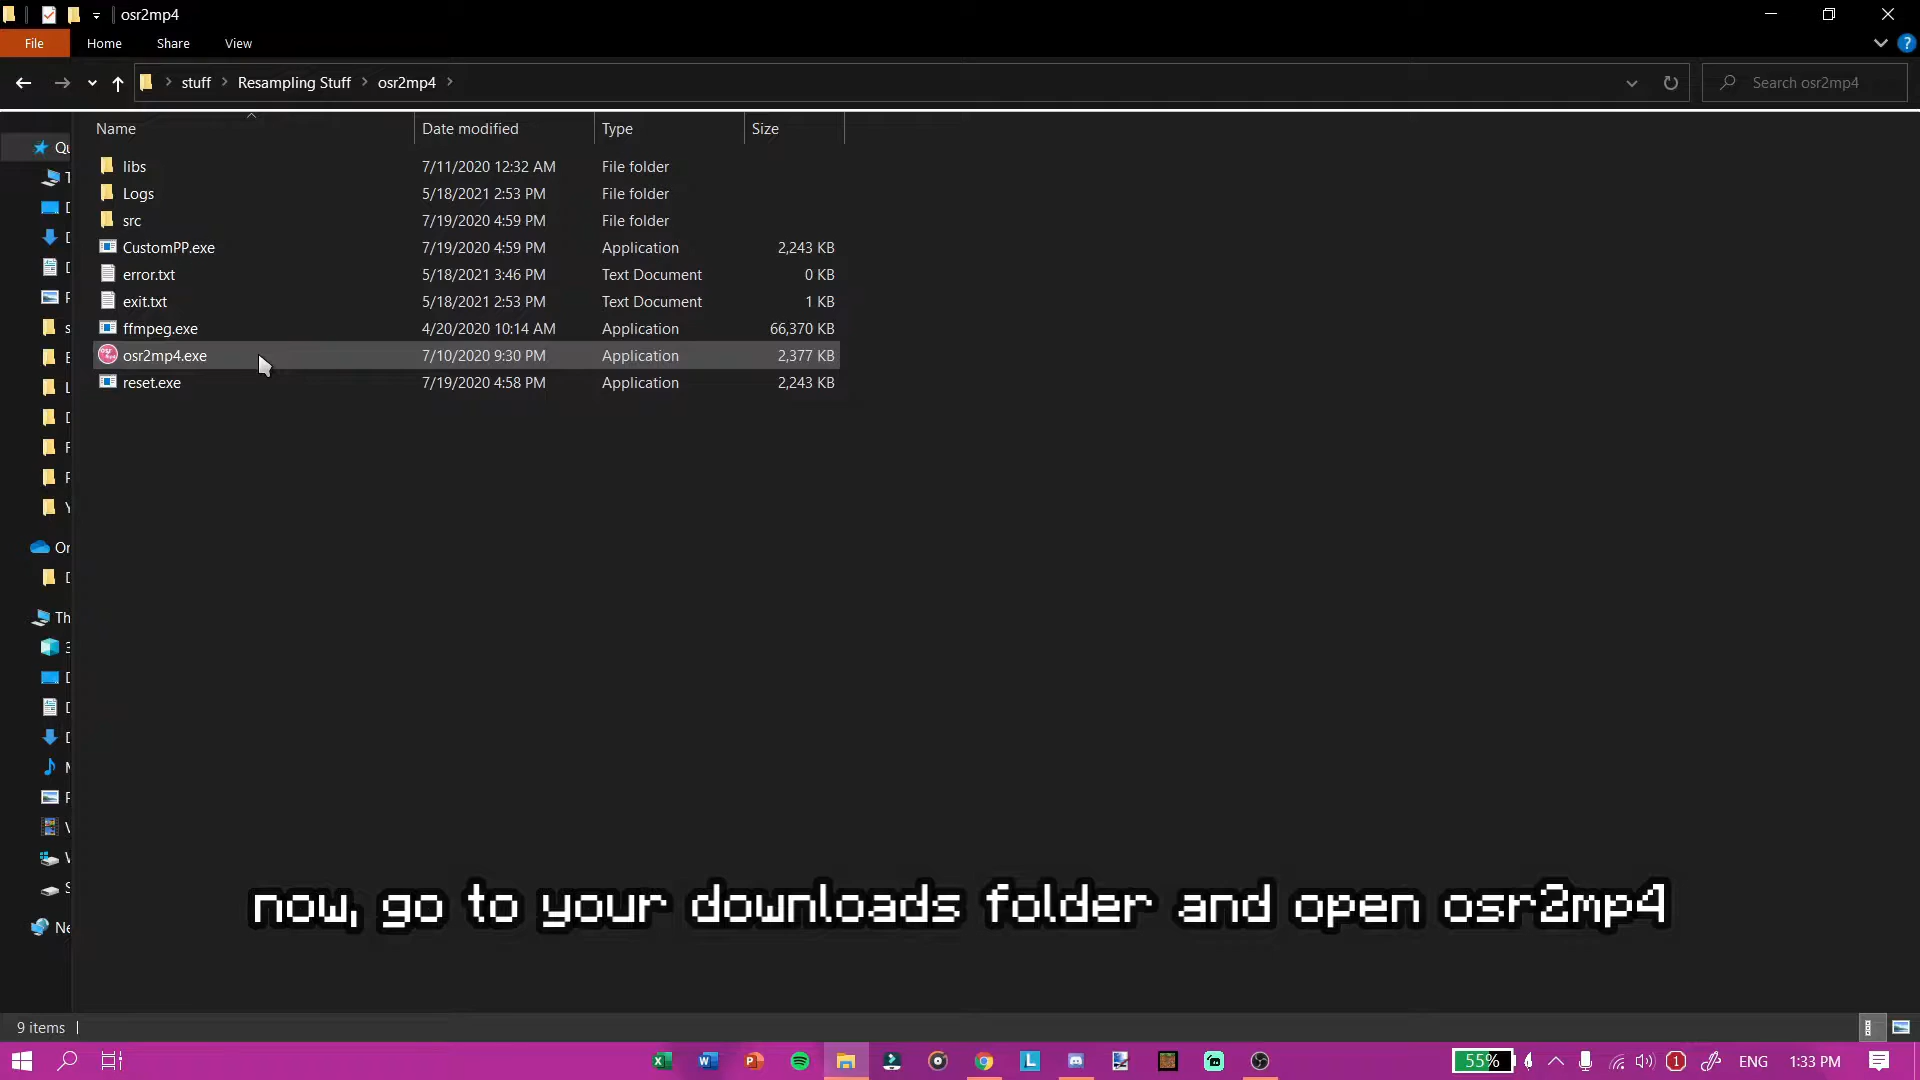 osr2mp4
File Home Share View
stuff Resampling Stuff osr2mp4 Search osr2mp4
Name Date modified Type Size
libs 7/11/2020 12:32 AM File folder
Logs 5/18/2021 2:53 PM File folder
src 7/19/2020 4:59 PM File folder
CustomPP.exe 7/19/2020 4:59 PM Application 2,243 KB
error.txt 5/18/2021 3:46 PM Text Document 0 KB
exit.txt 5/18/2021 2:53 PM Text Document 1 KB
ffmpeg.exe 4/20/2020 10:14 AM Application 66,370 KB
osr2mp4.exe 7/10/2020 9:30 PM Application 2,377 KB
reset.exe 7/19/2020 4:58 PM Application 2,243 KB
now, go to your downloads folder and open osr2mp4
9 items
55% 1 ENG 1:33 PM